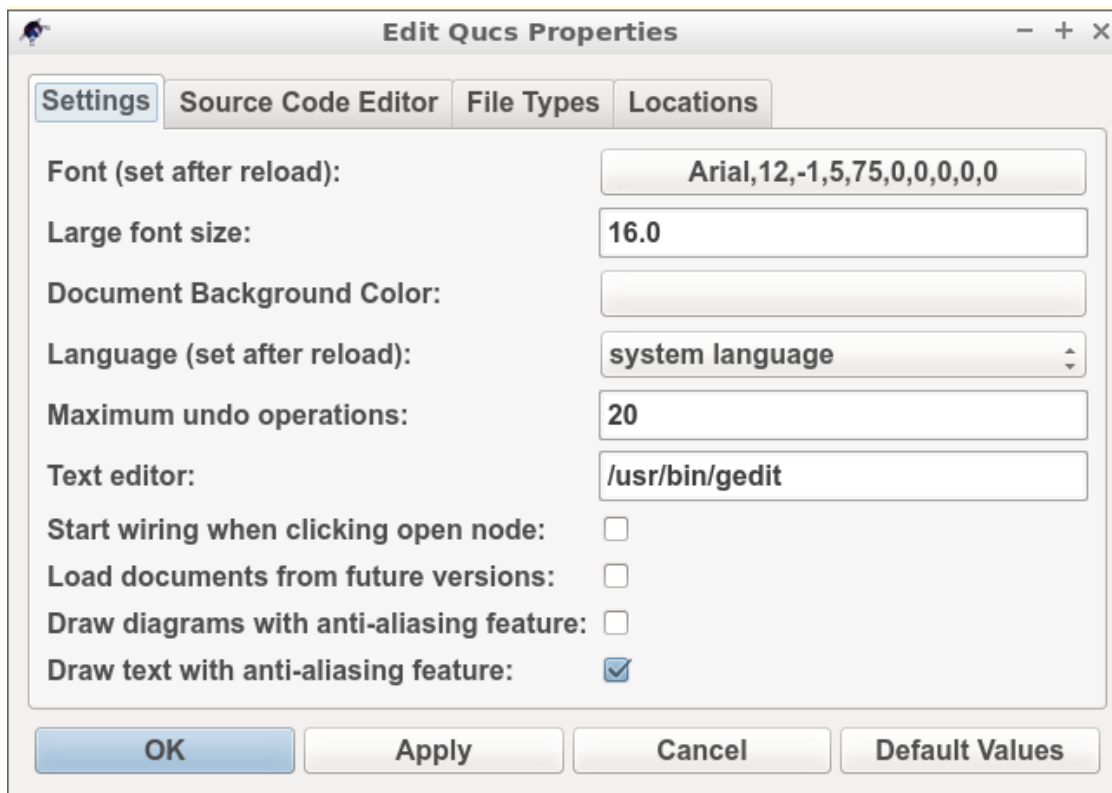 Edit Qucs Properties
Settings Source Code Editor File Types Locations
Font (set after reload): Arial,12,-1,5,75,0,0,0,0,0
Large font size: 16.0
Document Background Color:
Language (set after reload): system language
Maximum undo operations: 20
Text editor: /usr/bin/gedit
Start wiring when clicking open node:
Load documents from future versions:
Draw diagrams with anti-aliasing feature:
Draw text with anti-aliasing feature:
OK Apply Cancel Default Values